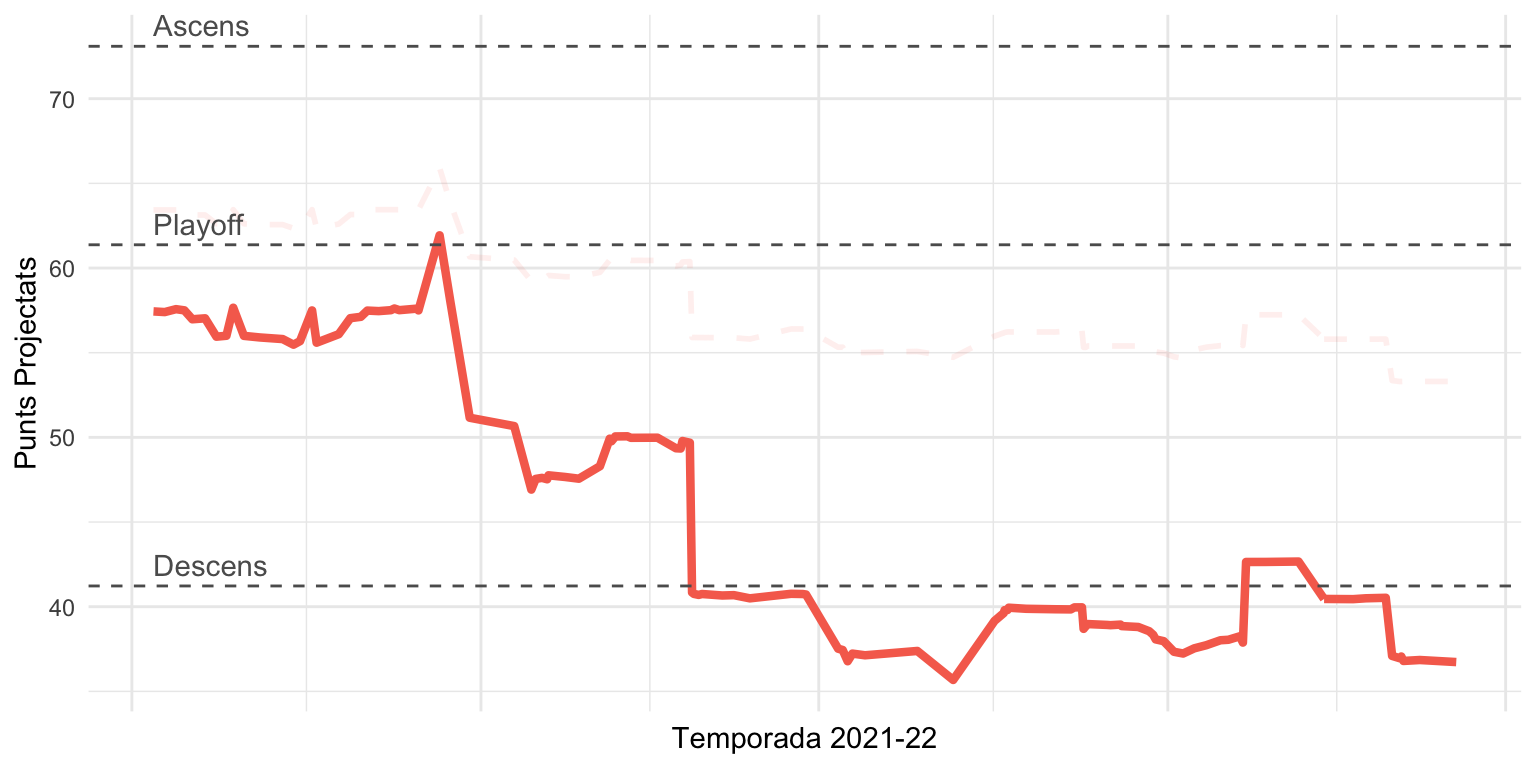 Ascens
70
Playoff
60
50
Descens
40
Punts Projectats
Temporada 2021-22